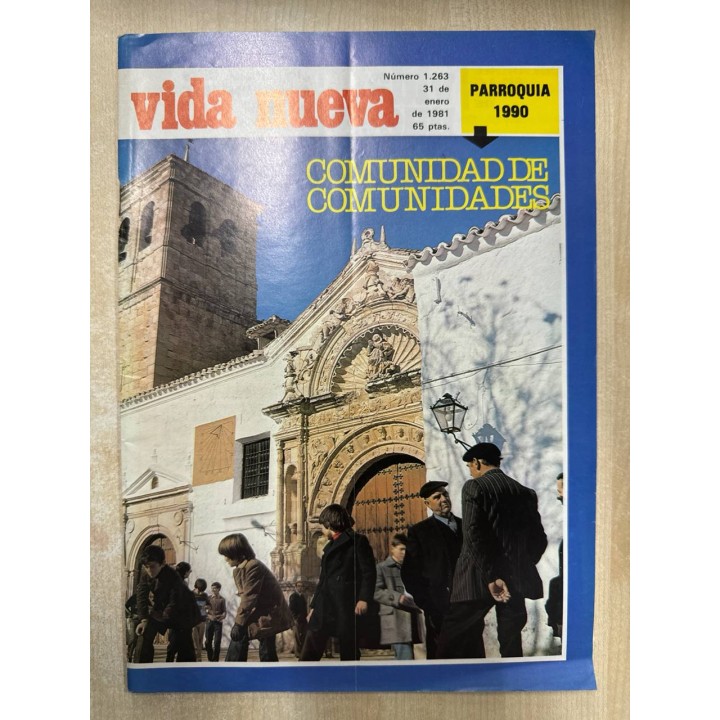 vida nueva
Número 1.263
31 de
enero
de 1981
65 ptas.
PARROQUIA
1990
COMUNIDAD DE
COMUNIDADES